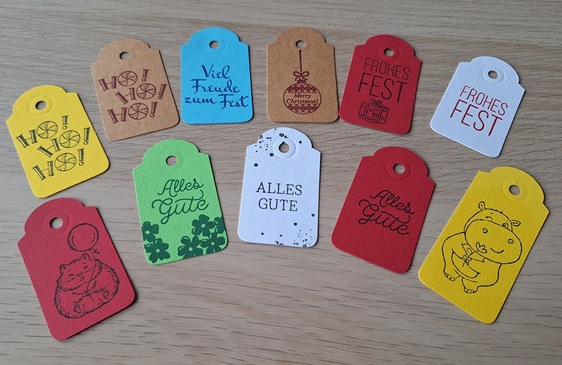 HO!
HO!
HO!
HO!
HO!
HO!
Viel
Freude
zum Fest
Merry
Christmas!
FROHES
FEST
FROHES
FEST
Alles
Gute
ALLES
GUTE
Alles
Gute